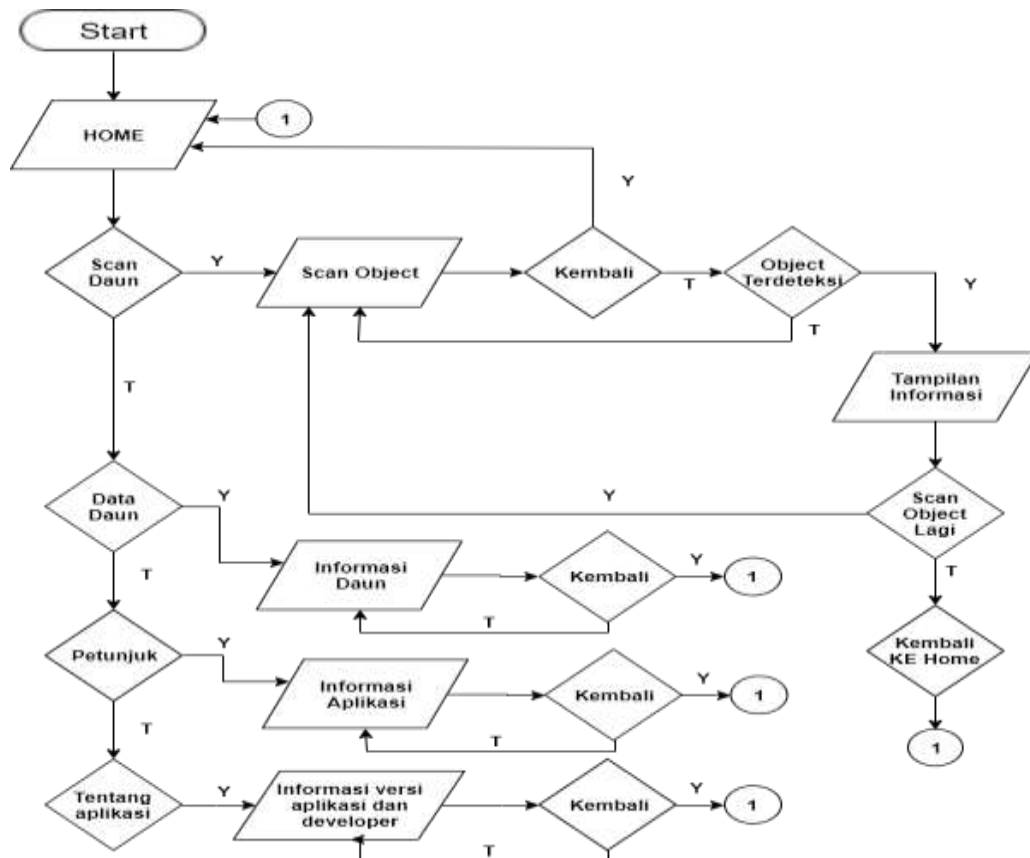 Start
HOME
1
Y
Scan
Daun
Y
Scan Object
Kembali
T
Object
Terdeteksi
Y
T
T
Tampilan
Informasi
Y
Scan
Object
Lagi
Data
Daun
Y
Informasi
Daun
Kembali
Y
1
T
T
T
Kembali
KE Home
Petunjuk
Y
Informasi
Aplikasi
Kembali
Y
1
T
T
1
Tentang
aplikasi
Y
Informasi versi
aplikasi dan
developer
Kembali
Y
1
T